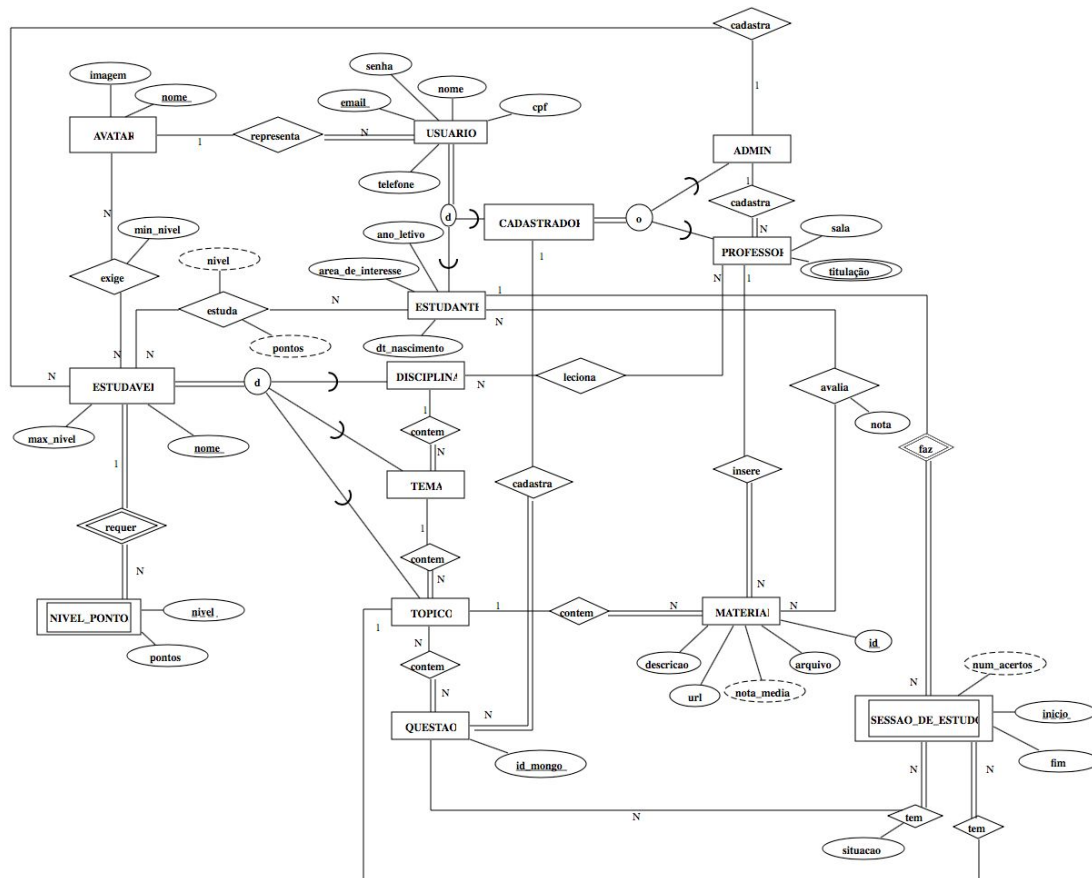 cadastra
1
imagem
senha
nome
email
nome
cpf
AVATAR
1
representa
N
USUARIO
ADMIN
telefone
1
N
d
CADASTRADOR
o
cadastra
min_nivel
ano_letivo
N
sala
PROFESSOR
nivel
1
area_de_interesse
N
1
titulação
exige
1
estuda
N
ESTUDANTE
N
pontos
N
N
dt_nascimento
N
ESTUDAVEL
d
DISCIPLINA
N
leciona
avalia
max_nivel
nome
1
nota
contem
1
N
insere
faz
TEMA
cadastra
requer
1
contem
N
N
N
N
NIVEL_PONTO
nivel
TOPICO
1
contem
N
MATERIAL
N
1
id
pontos
N
descricao
arquivo
contem
url
nota_media
num_acertos
N
N
N
QUESTAO
SESSAO_DE_ESTUDO
inicio
id_mongo
fim
N
N
N
tem
tem
situacao